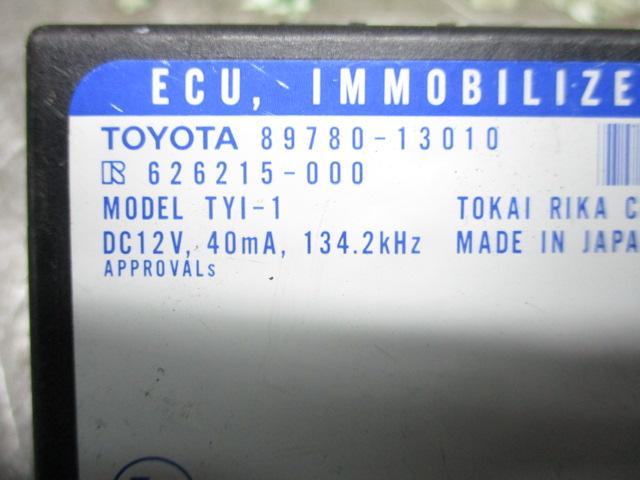 ECU, IMMOBILIZE
TOYOTA 89780-13010
R 626215-000
MODEL TYI-1 TOKAI RIKA C
DC12V, 40mA, 134.2kHz MADE IN JAPA
APPROVALs